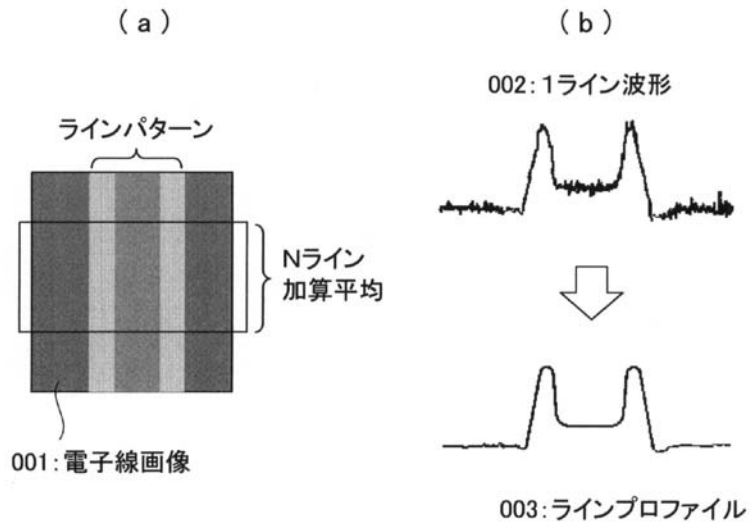 (a)
(b)
002:1ライン波形
ラインパターン
Nライン
加算平均
001:電子線画像
003:ラインプロファイル